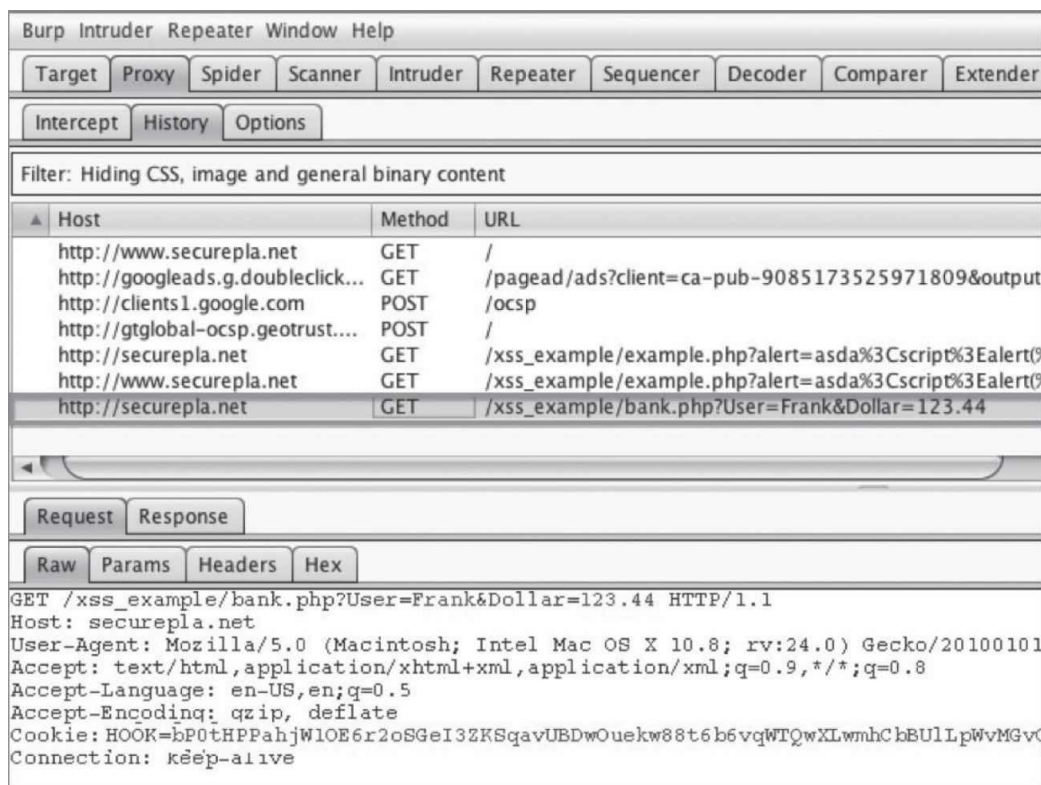 Burp Intruder Repeater Window Help
Target Proxy Spider Scanner Intruder Repeater Sequencer Decoder Comparer Extender
Intercept History Options
Filter: Hiding CSS, image and general binary content
Host Method URL
http://www.securepla.net GET /
http://googleads.g.doubleclick... GET /pagead/ads?client=ca-pub-9085173525971809&output
http://clients1.google.com POST /ocsp
http://gtglobal-ocsp.geotrust.... POST /
http://securepla.net GET /xss_example/example.php?alert=asda%3Cscript%3Ealert(%
http://www.securepla.net GET /xss_example/example.php?alert=asda%3Cscript%3Ealert(%
http://securepla.net GET /xss_example/bank.php?User=Frank&Dollar=123.44
Request Response
Raw Params Headers Hex
GET /xss_example/bank.php?User=Frank&Dollar=123.44 HTTP/1.1
Host: securepla.net
User-Agent: Mozilla/5.0 (Macintosh; Intel Mac OS X 10.8; rv:24.0) Gecko/20100101
Accept: text/html,application/xhtml+xml,application/xml;q=0.9,*/*;q=0.8
Accept-Language: en-US,en;q=0.5
Accept-Encoding: gzip, deflate
Cookie: HOOK=bP0tHPPahjW1OE6r2oSGeI3ZKSqavUBDwOuekw88t6b6vqWTQwXLwmhCbBUlLpWvMGv
Connection: keep-alive